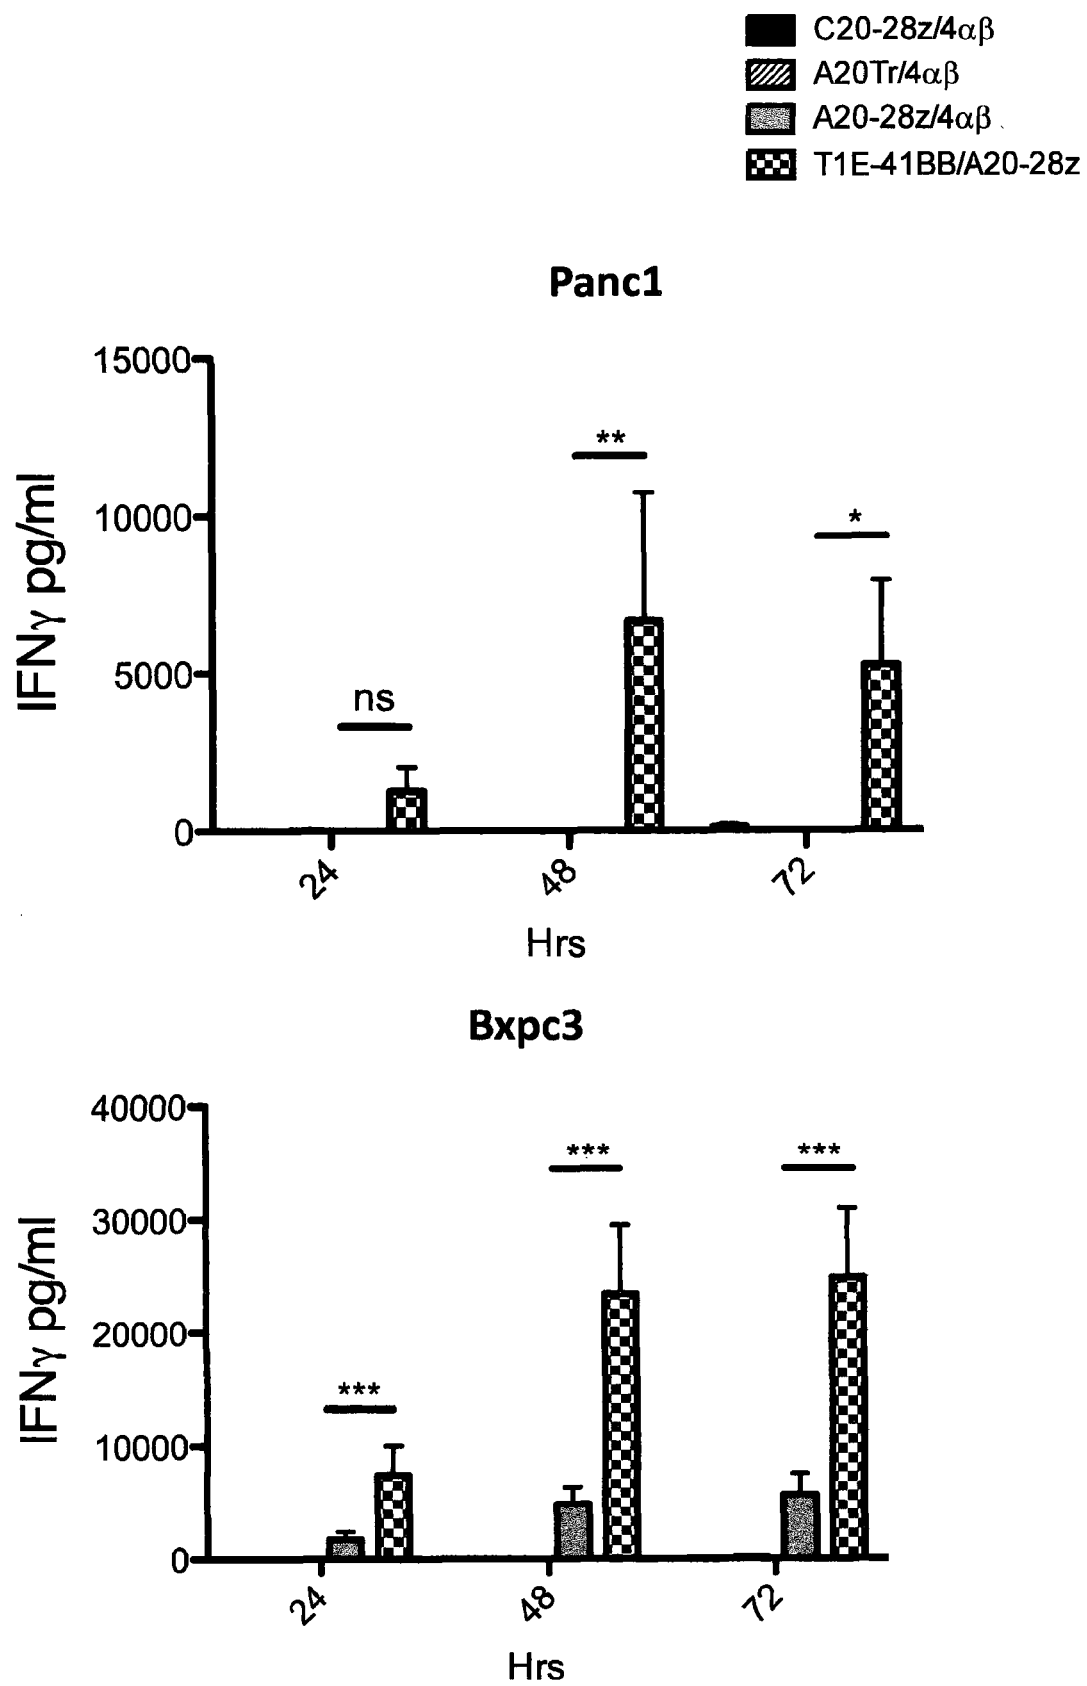 C20-28z/4αβ
A20Tr/4αβ
A20-28z/4αβ
T1E-41BB/A20-28z
Panc1
IFNγ pg/ml
15000
10000
5000
0
ns
**
*
24
48
72
Hrs
Bxpc3
IFNγ pg/ml
40000
30000
20000
10000
0
***
***
***
24
48
72
Hrs